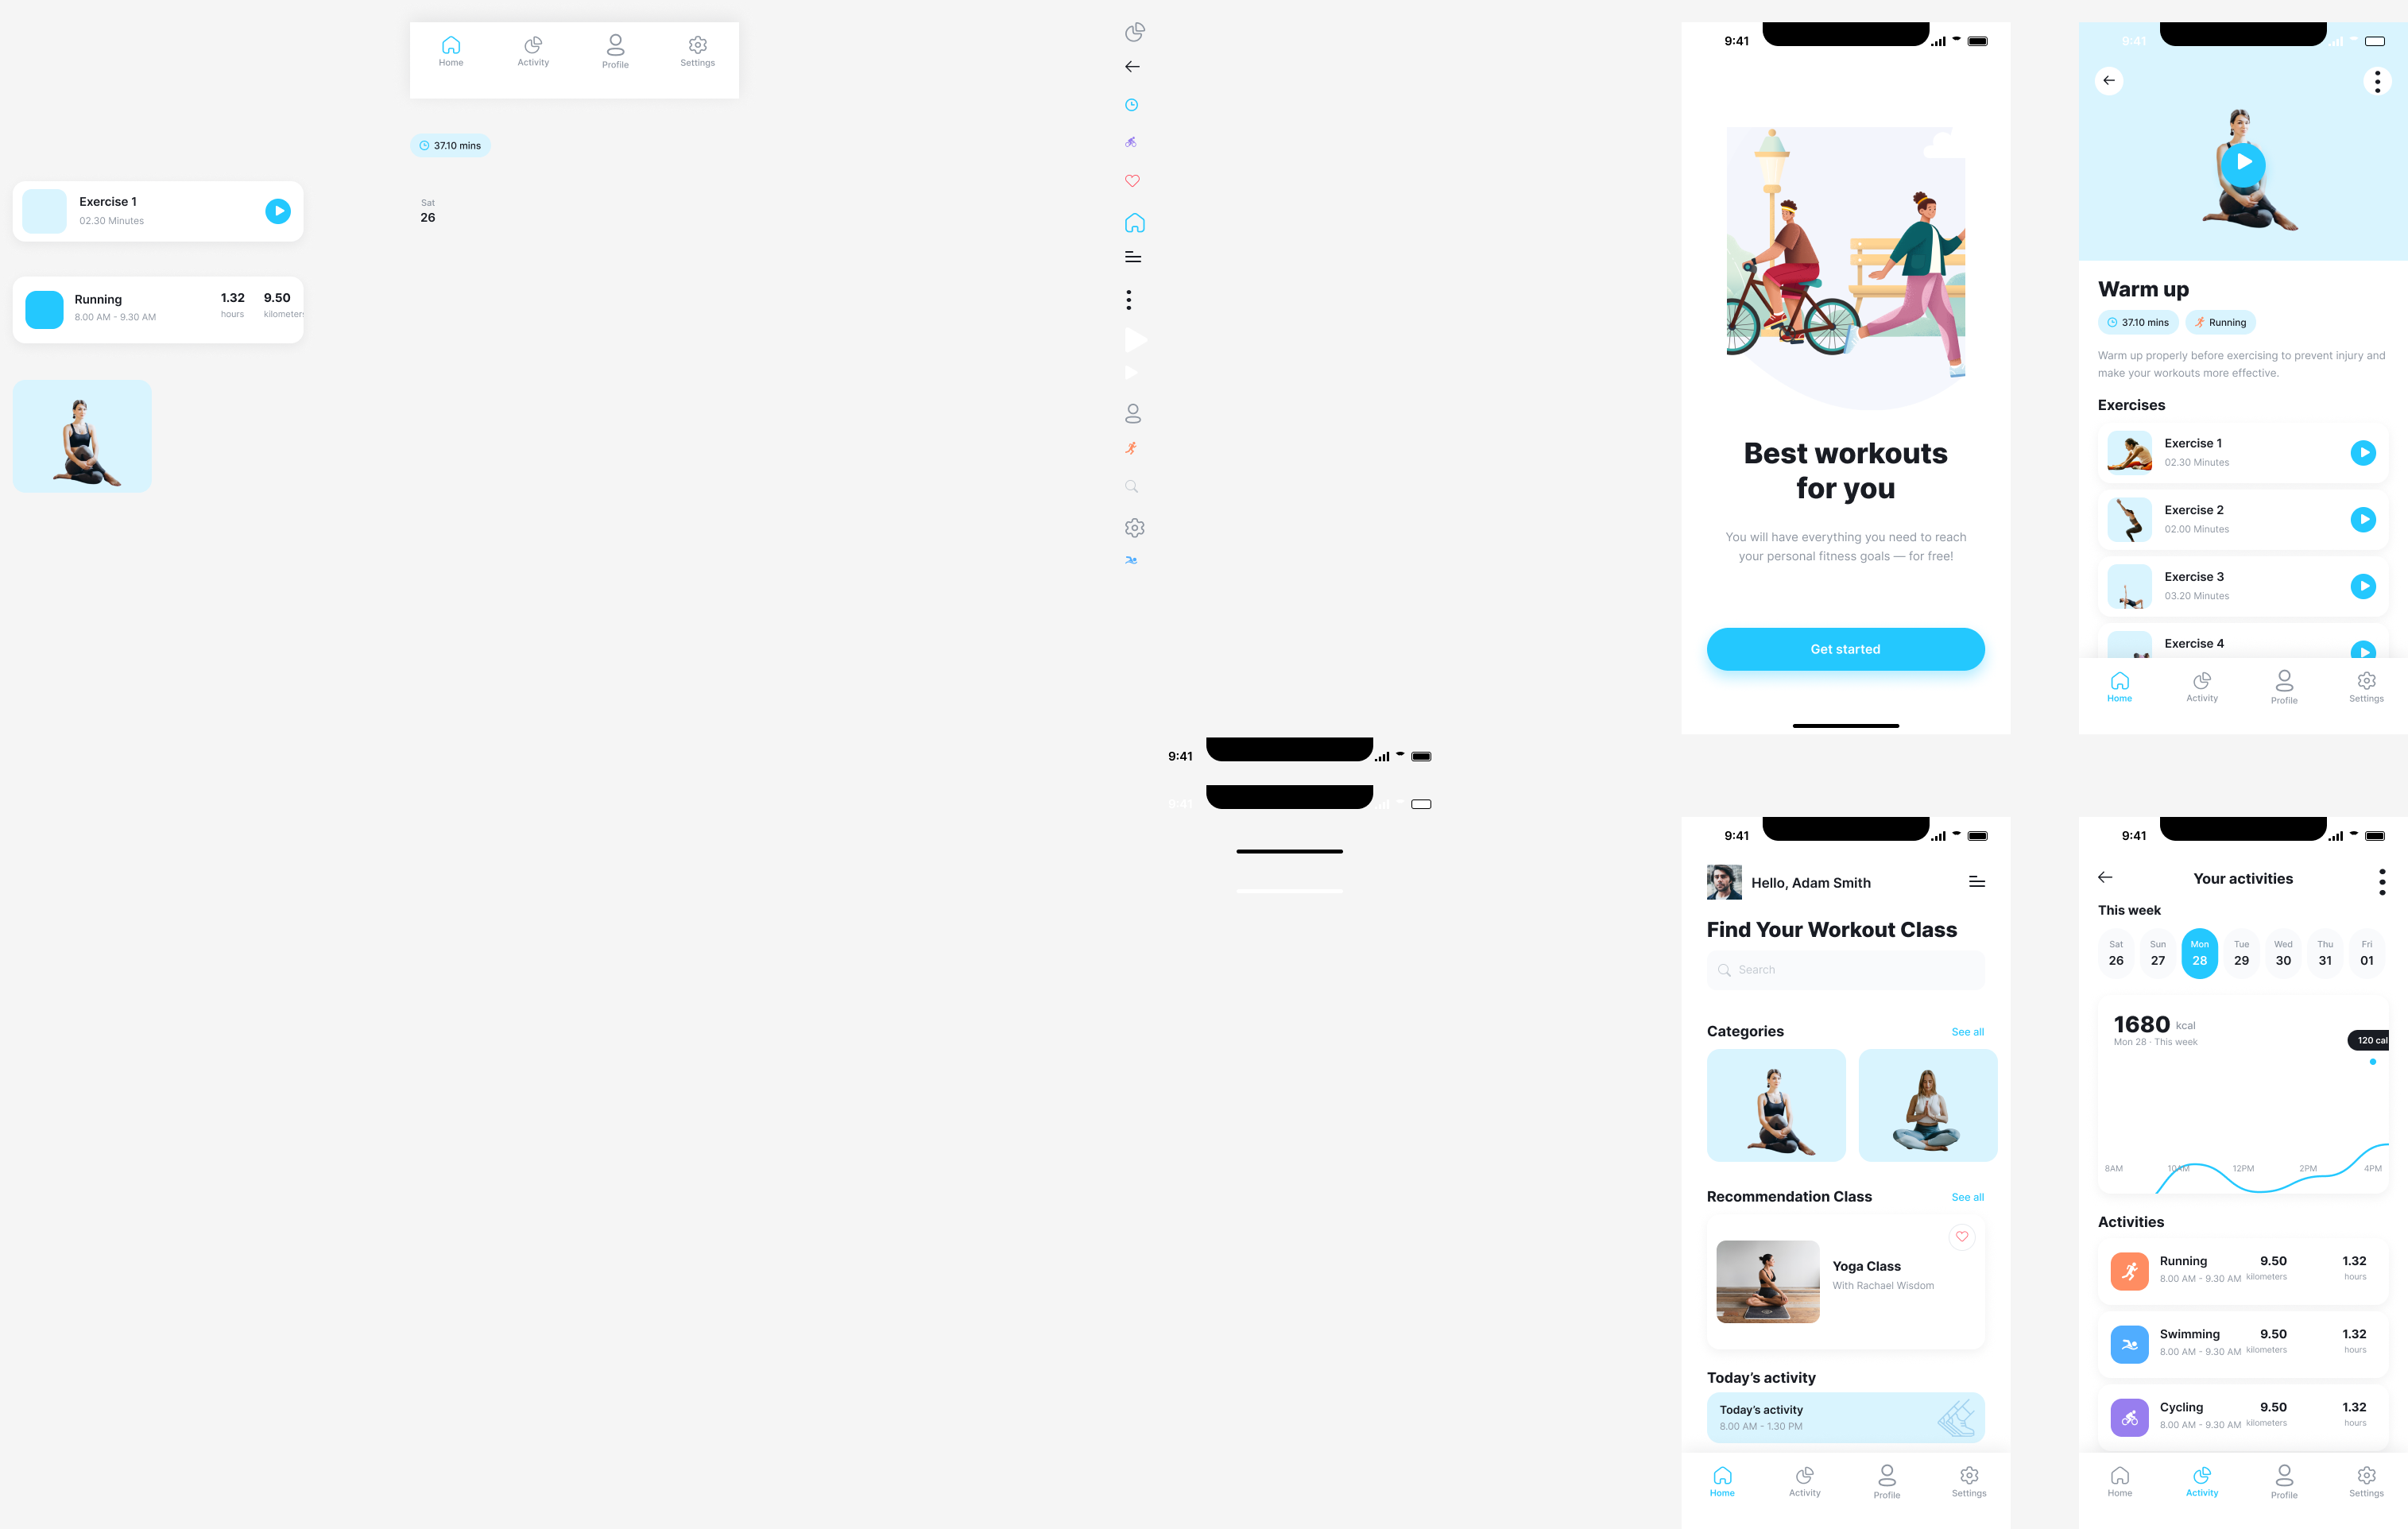 Home
Activity
Profile
Settings
37.10 mins
Sat
26
Exercise 1
02.30 Minutes
Running
8.00 AM - 9.30 AM
1.32
hours
9.50
kilometers
9:41
9:41
9:41
Best workouts
for you
You will have everything you need to reach
your personal fitness goals — for free!
Get started
9:41
Warm up
37.10 mins
Running
Warm up properly before exercising to prevent injury and
make your workouts more effective.
Exercises
Exercise 1
02.30 Minutes
Exercise 2
02.00 Minutes
Exercise 3
03.20 Minutes
Exercise 4
Home
Activity
Profile
Settings
9:41
Hello, Adam Smith
Find Your Workout Class
Search
Categories
See all
Recommendation Class
See all
Yoga Class
With Rachael Wisdom
Today’s activity
Today’s activity
8.00 AM - 1.30 PM
Home
Activity
Profile
Settings
9:41
Your activities
This week
Sat
26
Sun
27
Mon
28
Tue
29
Wed
30
Thu
31
Fri
01
1680 kcal
Mon 28 · This week
120 cal
8AM
10AM
12PM
2PM
4PM
Activities
Running
8.00 AM - 9.30 AM
9.50
kilometers
1.32
hours
Swimming
8.00 AM - 9.30 AM
9.50
kilometers
1.32
hours
Cycling
8.00 AM - 9.30 AM
9.50
kilometers
1.32
hours
Home
Activity
Profile
Settings